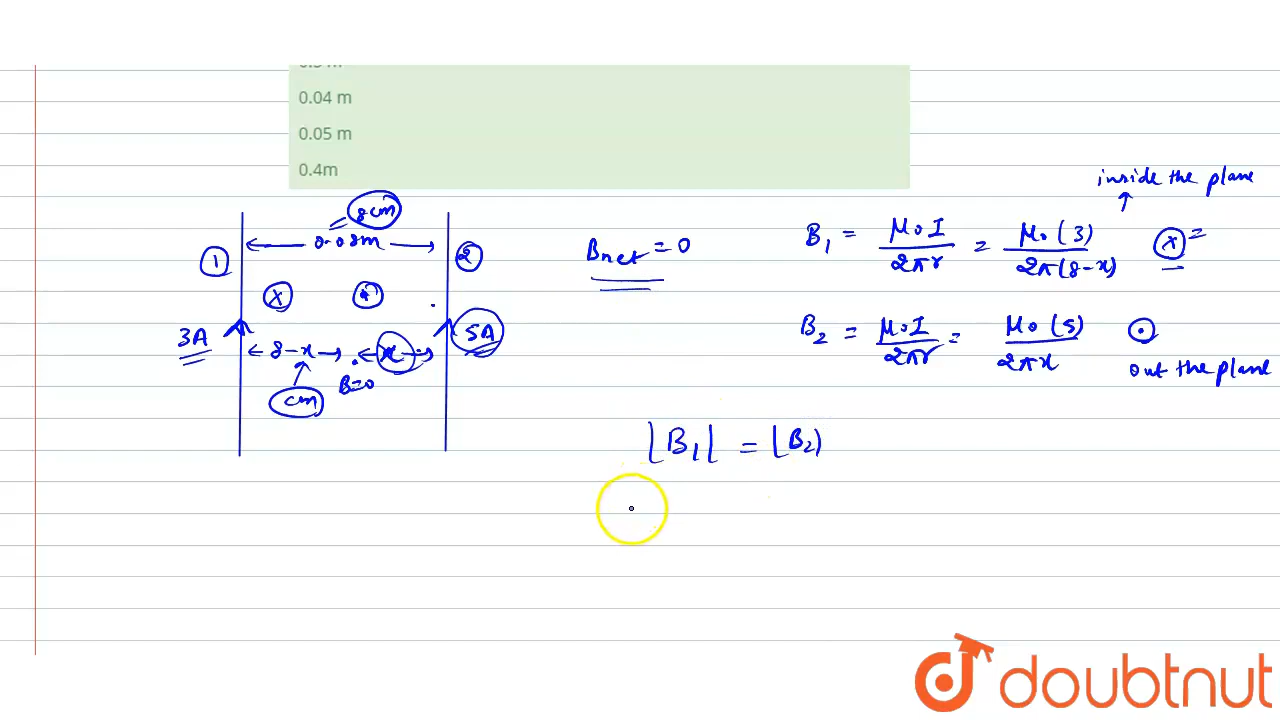 0.04 m
0.05 m
0.4m
inside the plane
8cm
0.08m
1
2
Bnet = 0
B₁ = μ₀I / 2πr = μ₀(3) / 2π(8-x) ⓧ =
x
3A
5A
B₂ = μ₀I / 2πr = μ₀(5) / 2πx ⊙
out the plane
8-x
x
B=0
cm
|B₁| = |B₂)
doubtnut